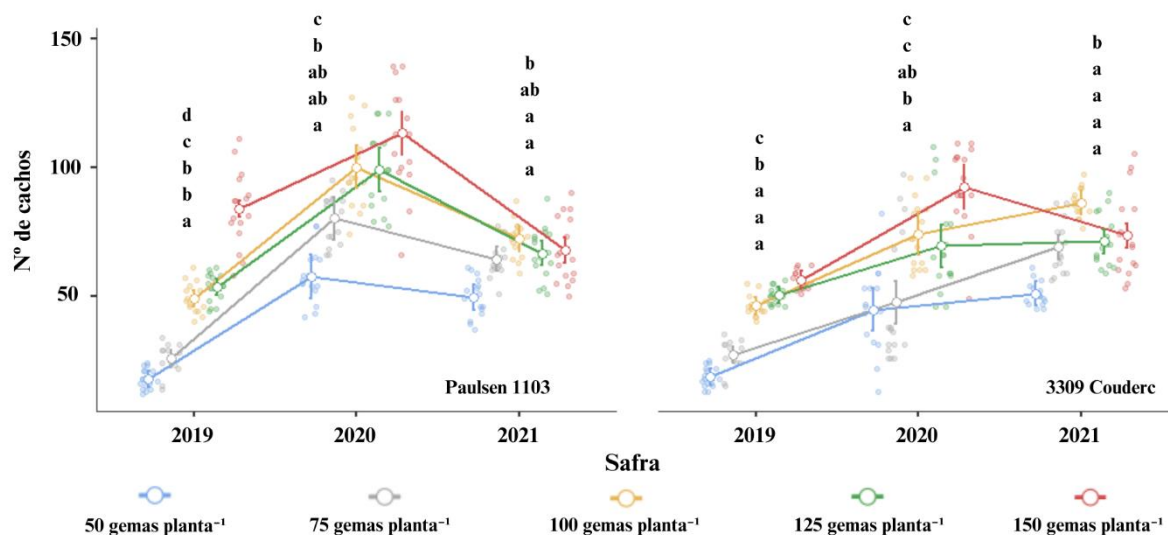 150
100
50
Nº de cachos
d
c
b
b
a
c
b
ab
ab
a
b
ab
a
a
a
Paulsen 1103
2019
2020
2021
c
b
a
a
a
c
c
ab
b
a
b
a
a
a
a
3309 Couderc
2019
2020
2021
Safra
50 gemas planta⁻¹
75 gemas planta⁻¹
100 gemas planta⁻¹
125 gemas planta⁻¹
150 gemas planta⁻¹